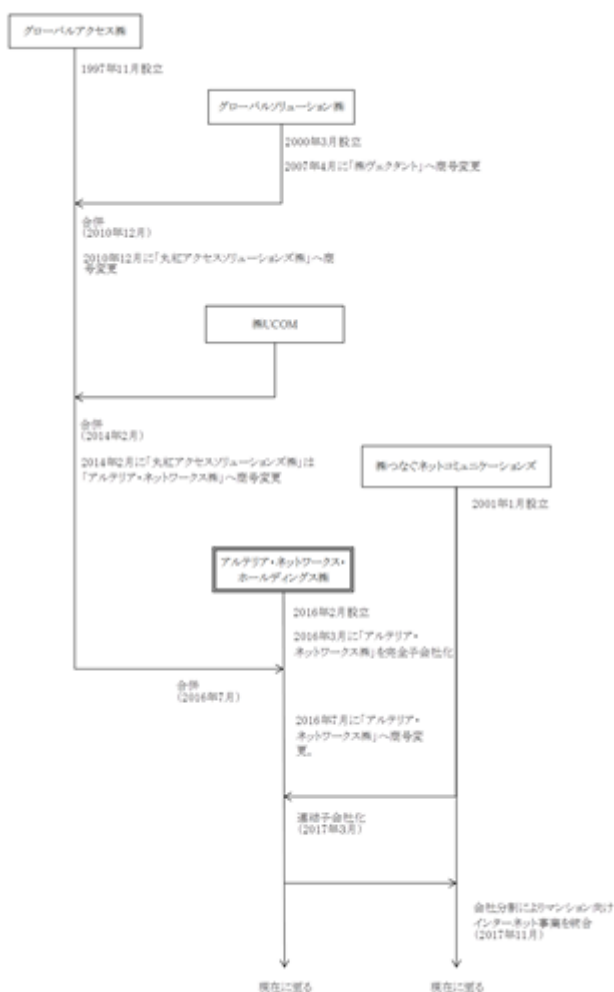 グローバルアクセス㈱
1997年11月設立
グローバルソリューション㈱
2000年3月設立
2007年4月に「㈱ヴェクタント」へ商号変更
合併
(2010年12月)
2010年12月に「丸紅アクセスソリューションズ㈱」へ商
号変更
㈱UCOM
合併
(2014年2月)
2014年2月に「丸紅アクセスソリューションズ㈱」は
「アルテリア・ネットワークス㈱」へ商号変更
㈱つなぐネットコミュニケーションズ
2001年1月設立
アルテリア・ネットワークス・
ホールディングス㈱
2016年2月設立
2016年3月に「アルテリア・
ネットワークス㈱」を完全子会社化
合併
(2016年7月)
2016年7月に「アルテリア・
ネットワークス㈱」へ商号変
更。
連結子会社化
(2017年3月)
会社分割によりマンション向け
インターネット事業を統合
(2017年11月)
現在に至る
現在に至る